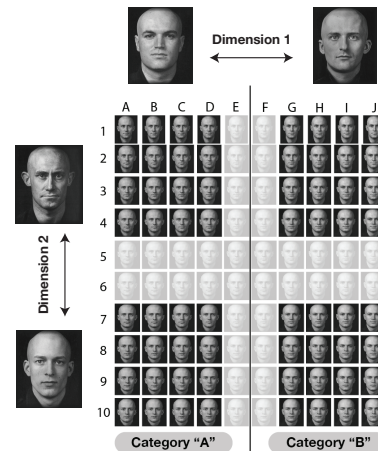 Dimension 1
A B C D E F G H I J
1
2
3
4
5
6
7
8
9
10
Dimension 2
Category “A” Category “B”